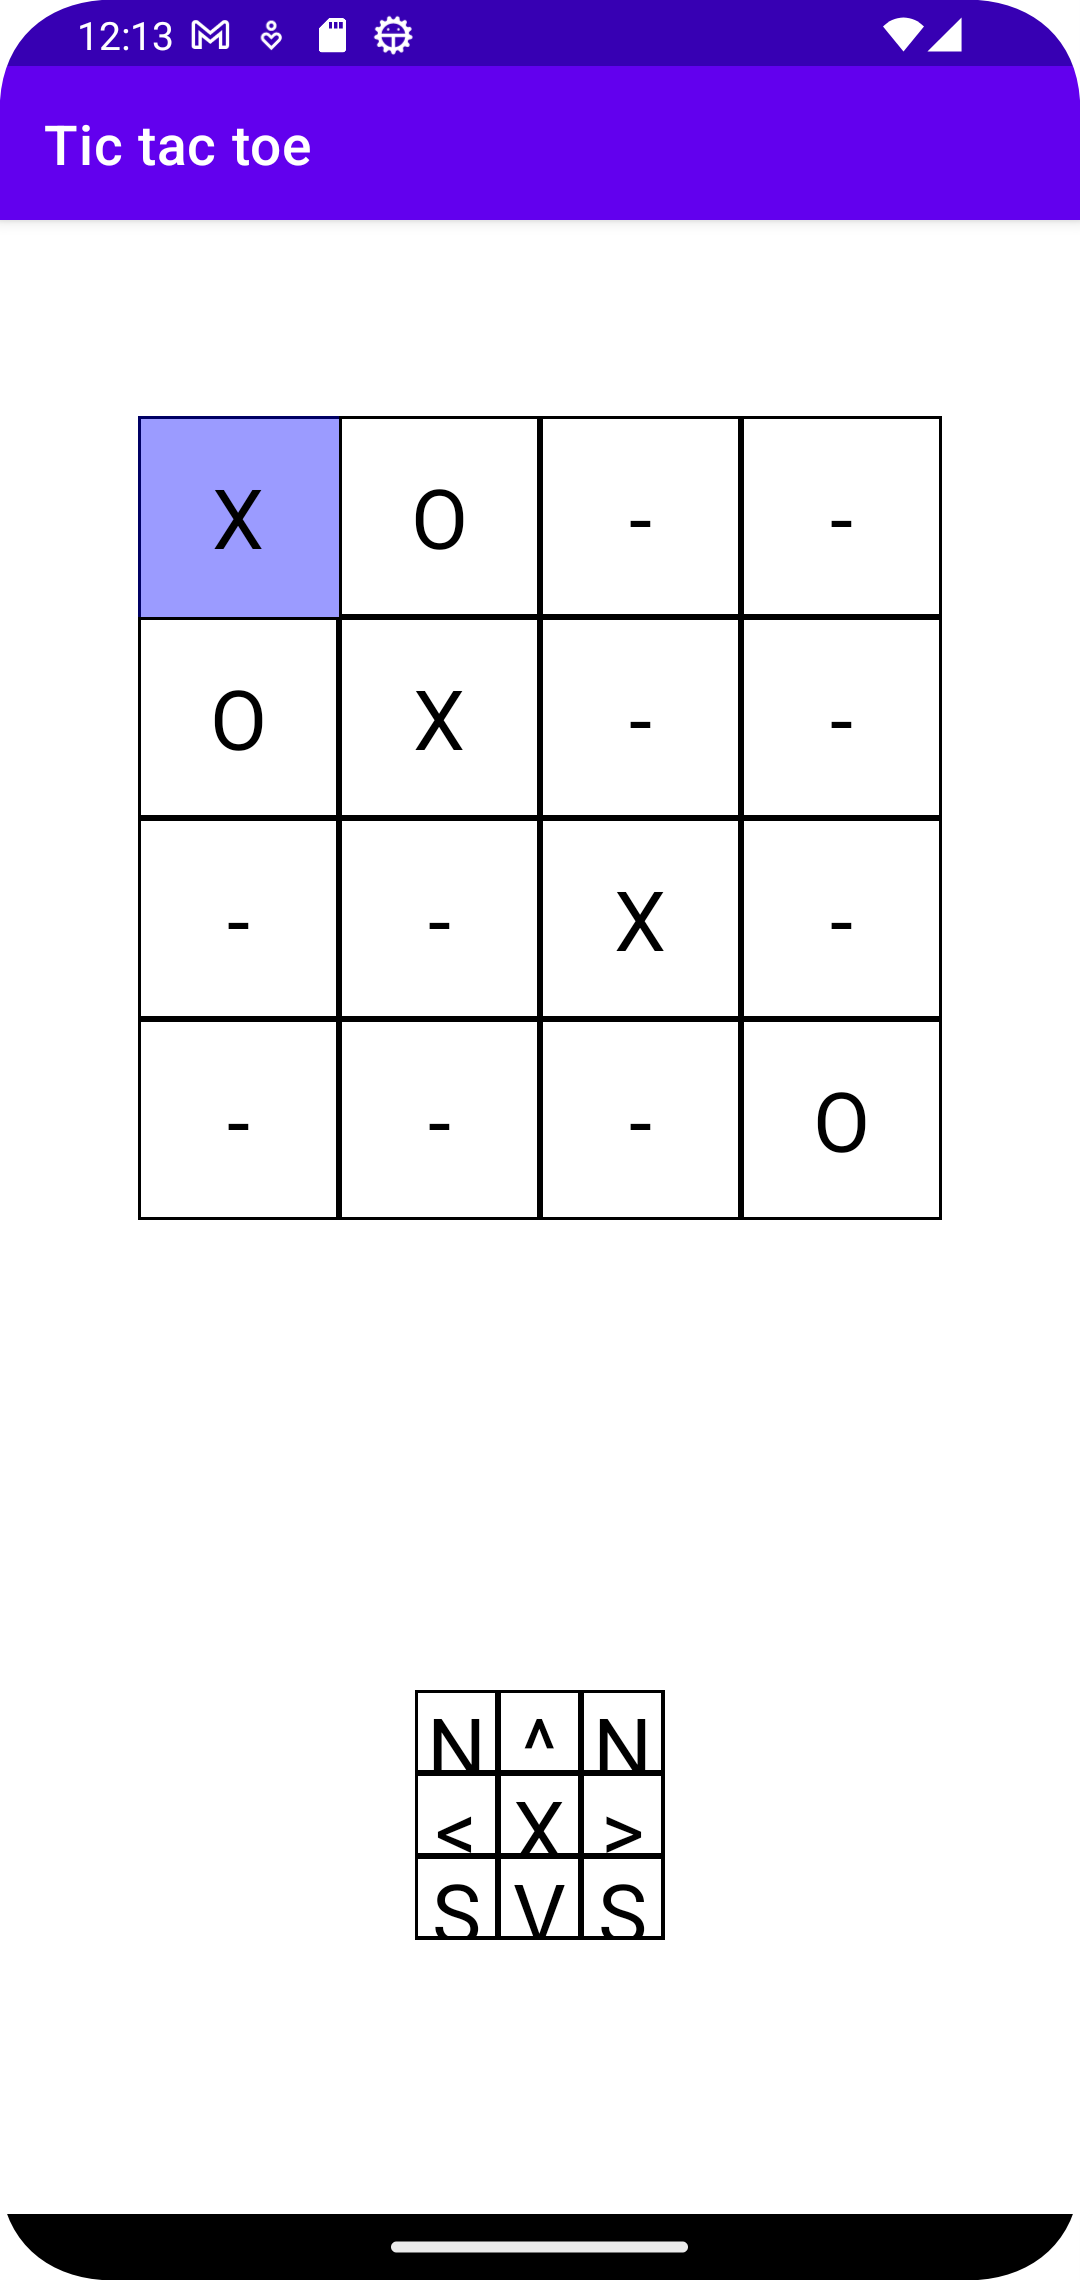 12:13
Tic tac toe
X O - -
O X - -
- - X -
- - - O
N ^ N
< X >
S V S